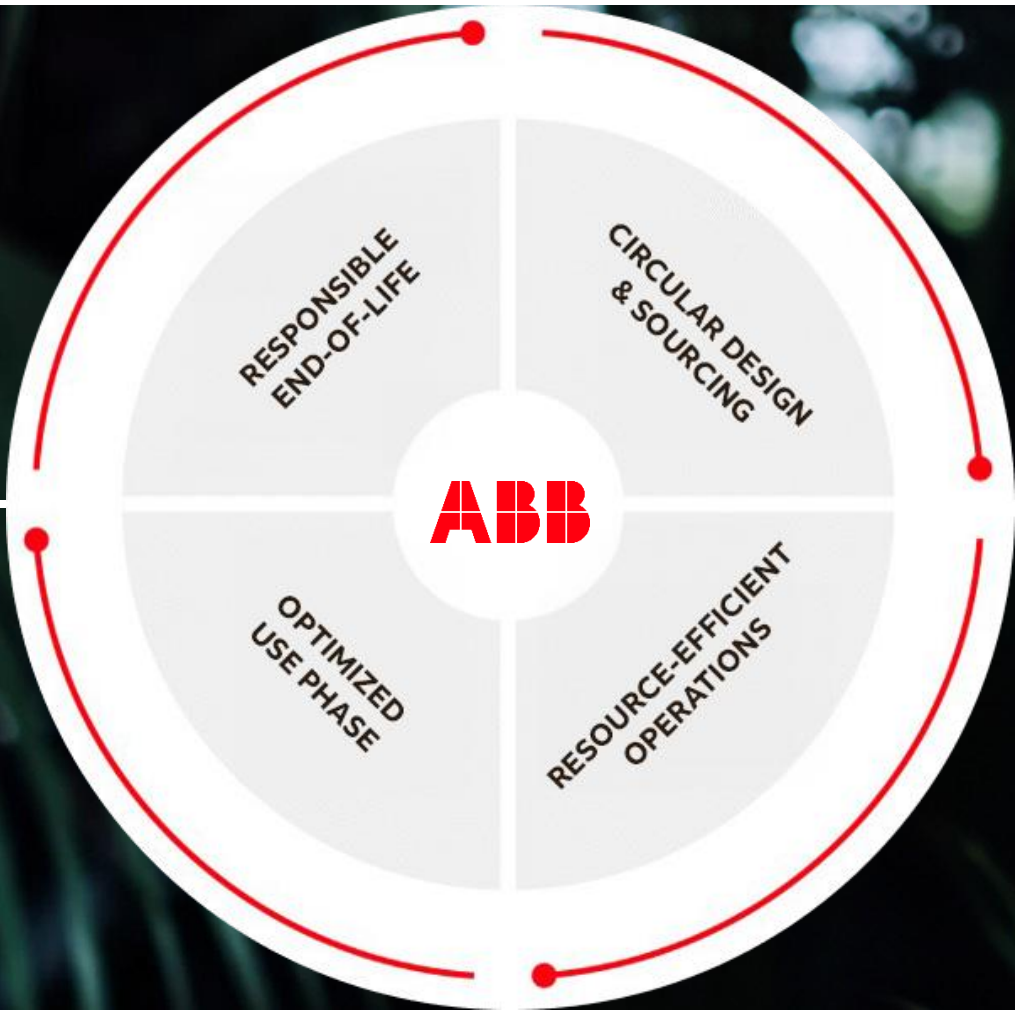 RESPONSIBLE
END-OF-LIFE
CIRCULAR DESIGN
& SOURCING
ABB
OPTIMIZED
USE PHASE
RESOURCE-EFFICIENT
OPERATIONS